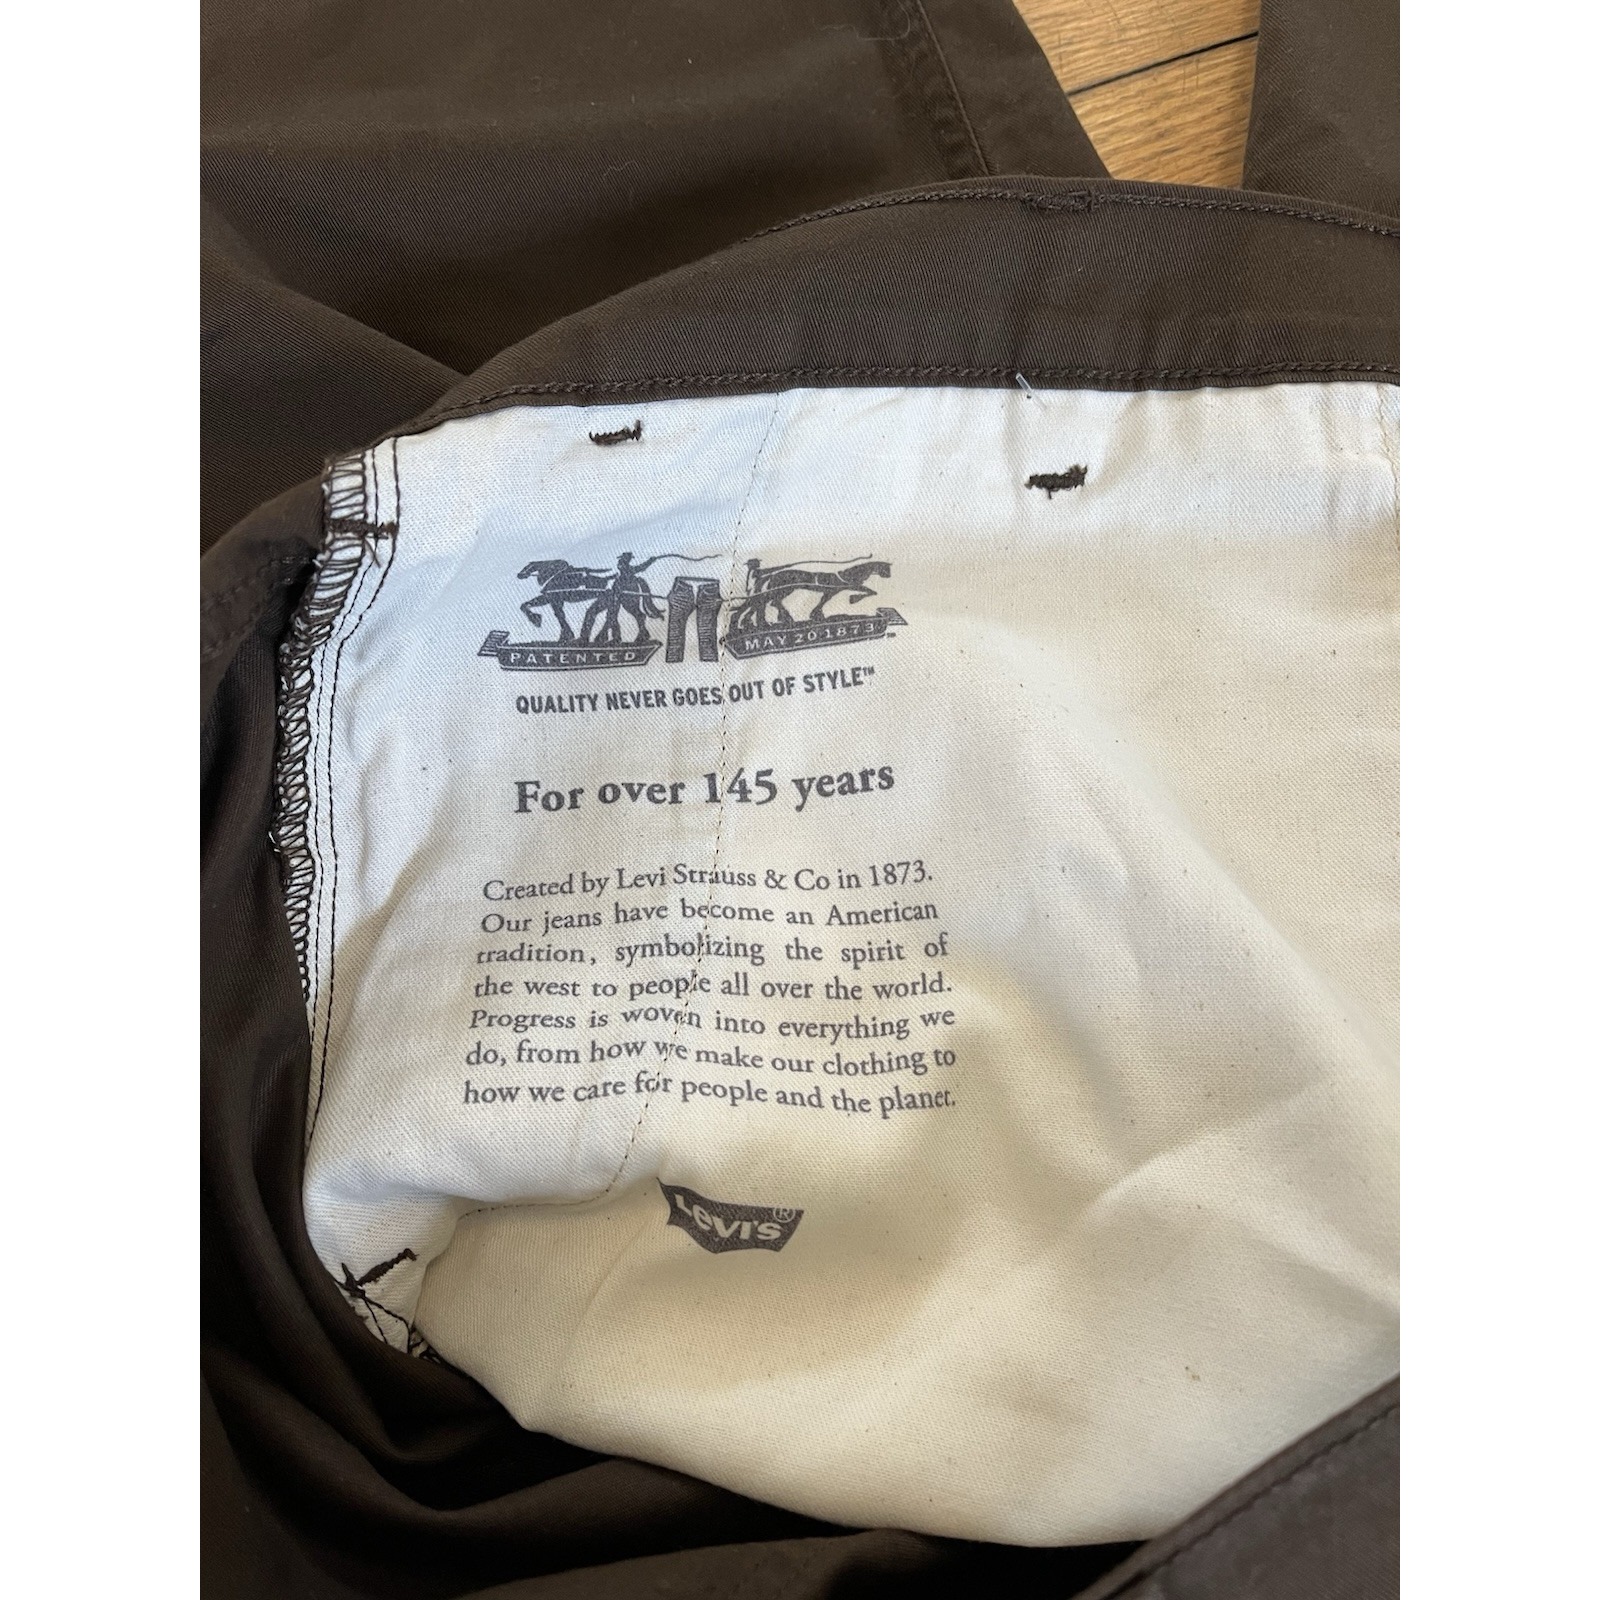 PATENTED MAY 20 1873 ™
QUALITY NEVER GOES OUT OF STYLE™
For over 145 years
Created by Levi Strauss & Co in 1873.
Our jeans have become an American
tradition, symbolizing the spirit of
the west to people all over the world.
Progress is woven into everything we
do, from how we make our clothing to
how we care for people and the planet.
Levi's®